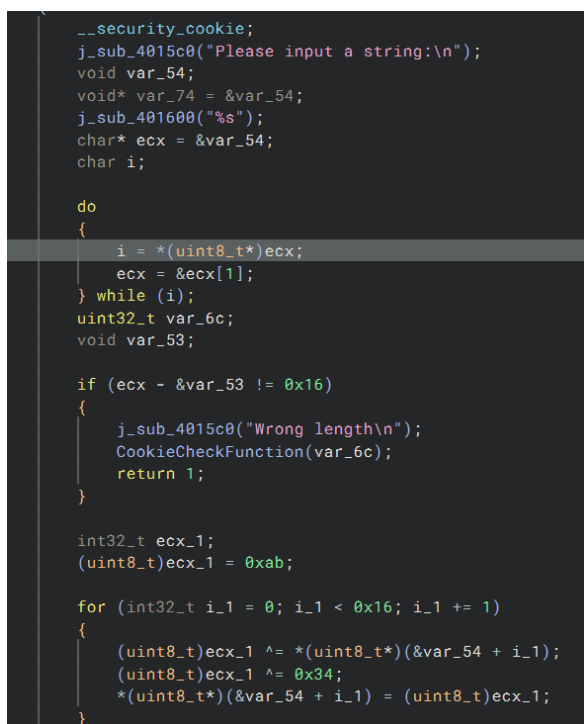 {
__security_cookie;
j_sub_4015c0("Please input a string:\n");
void var_54;
void* var_74 = &var_54;
j_sub_401600("%s");
char* ecx = &var_54;
char i;
do
{
i = *(uint8_t*)ecx;
ecx = &ecx[1];
} while (i);
uint32_t var_6c;
void var_53;
if (ecx - &var_53 != 0x16)
{
j_sub_4015c0("Wrong length\n");
CookieCheckFunction(var_6c);
return 1;
}
int32_t ecx_1;
(uint8_t)ecx_1 = 0xab;
for (int32_t i_1 = 0; i_1 < 0x16; i_1 += 1)
{
(uint8_t)ecx_1 ^= *(uint8_t*)(&var_54 + i_1);
(uint8_t)ecx_1 ^= 0x34;
*(uint8_t*)(&var_54 + i_1) = (uint8_t)ecx_1;
}